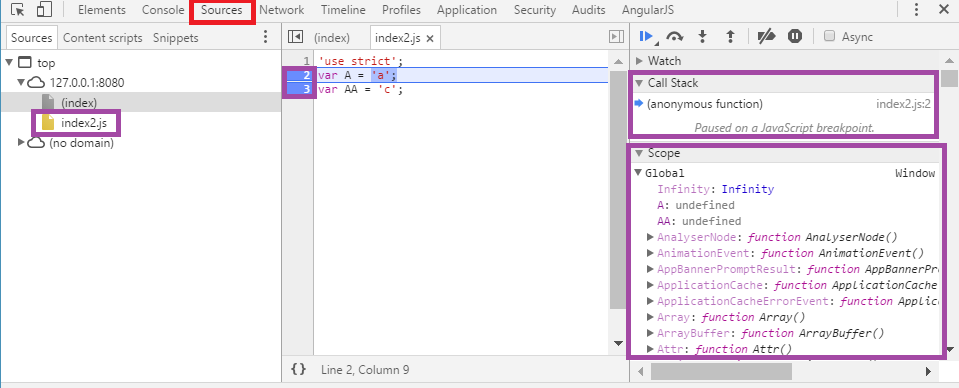 Elements Console Sources Network Timeline Profiles Application Security Audits AngularJS
Sources Content scripts Snippets
top
127.0.0.1:8080
(index)
index2.js
(no domain)
(index) index2.js
1 'use strict';
2 var A = 'a';
3 var AA = 'c';
{} Line 2, Column 9
Async
Watch
Call Stack
(anonymous function) index2.js:2
Paused on a JavaScript breakpoint.
Scope
Global Window
Infinity: Infinity
A: undefined
AA: undefined
AnalyserNode: function AnalyserNode()
AnimationEvent: function AnimationEvent()
AppBannerPromptResult: function AppBannerPr
ApplicationCache: function ApplicationCache
ApplicationCacheErrorEvent: function Applic
Array: function Array()
ArrayBuffer: function ArrayBuffer()
Attr: function Attr()